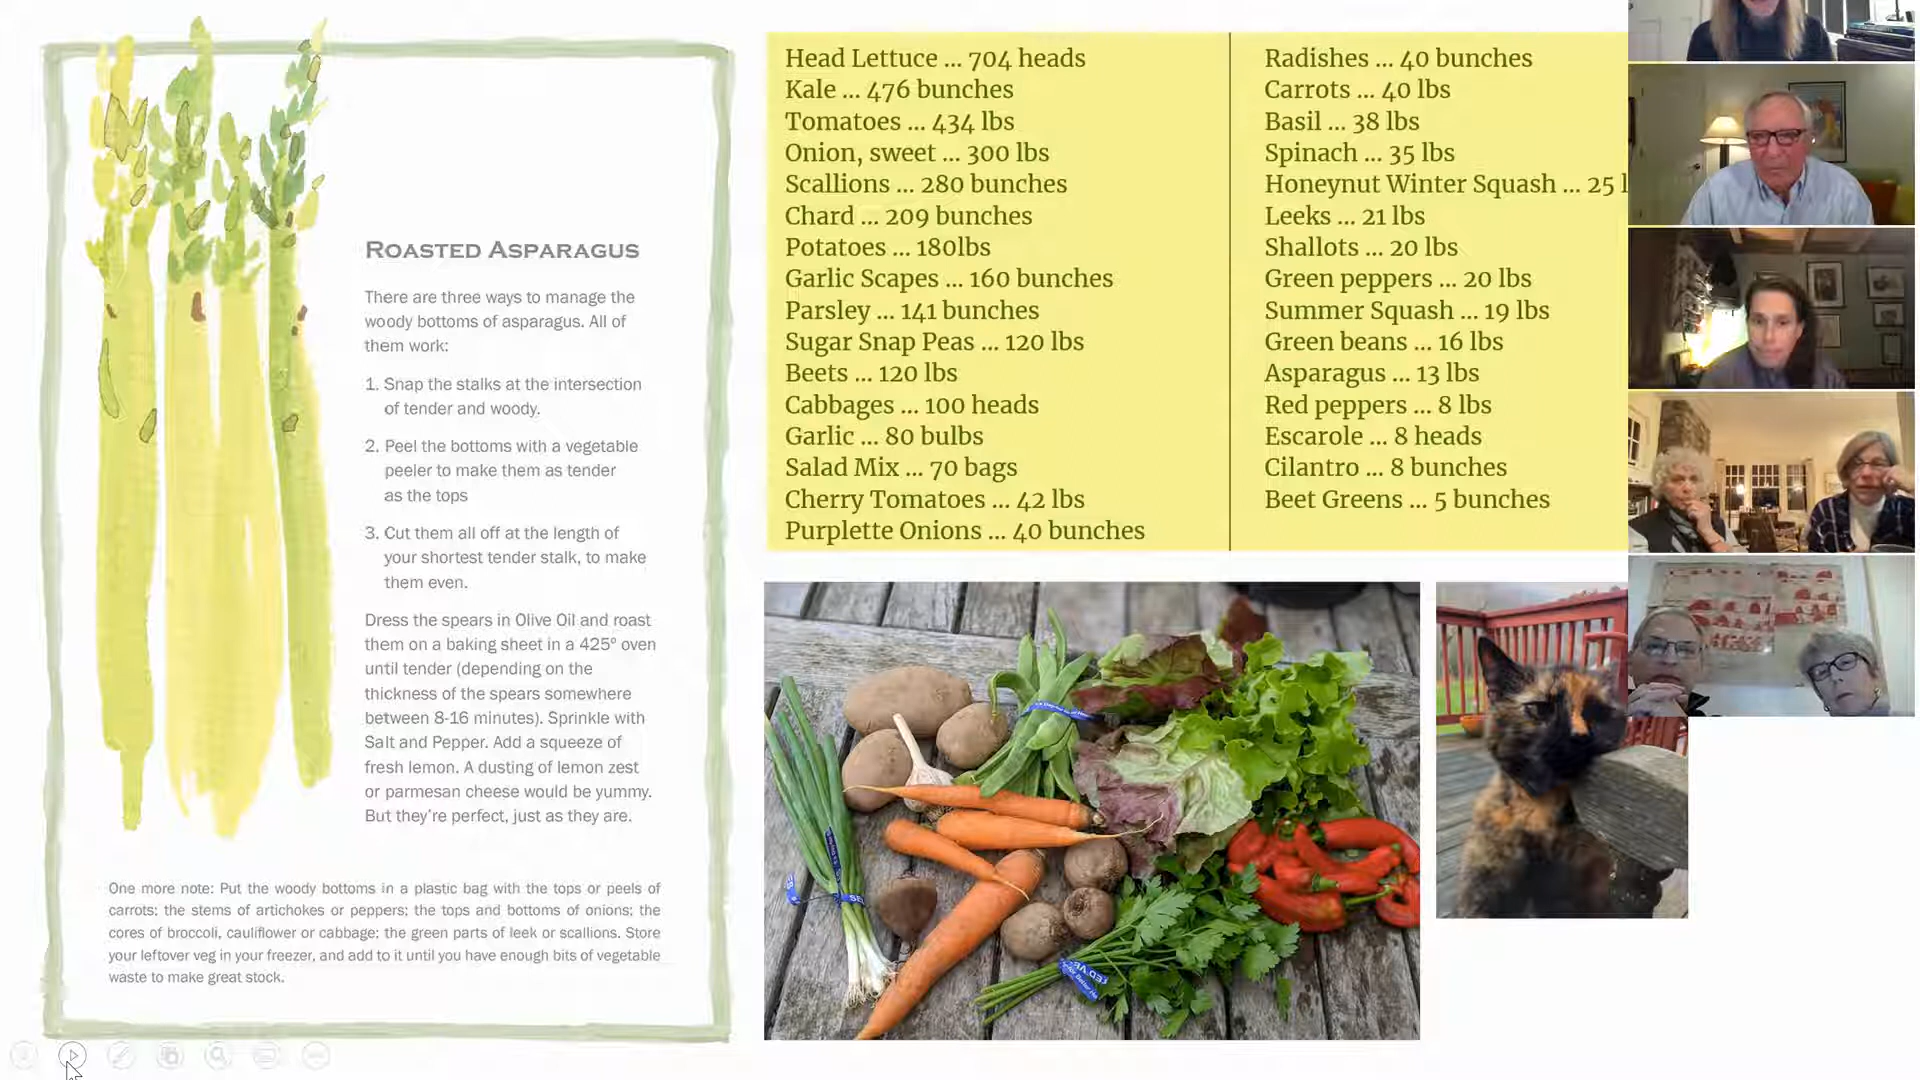 ROASTED ASPARAGUS
There are three ways to manage the
woody bottoms of asparagus. All of
them work:
1. Snap the stalks at the intersection
of tender and woody.
2. Peel the bottoms with a vegetable
peeler to make them as tender
as the tops
3. Cut them all off at the length of
your shortest tender stalk, to make
them even.
Dress the spears in Olive Oil and roast
them on a baking sheet in a 425º oven
until tender (depending on the
thickness of the spears somewhere
between 8-16 minutes). Sprinkle with
Salt and Pepper. Add a squeeze of
fresh lemon. A dusting of lemon zest
or parmesan cheese would be yummy.
But they're perfect, just as they are.
One more note: Put the woody bottoms in a plastic bag with the tops or peels of
carrots; the stems of artichokes or peppers; the tops and bottoms of onions; the
cores of broccoli, cauliflower or cabbage; the green parts of leek or scallions. Store
your leftover veg in your freezer, and add to it until you have enough bits of vegetable
waste to make great stock.
Head Lettuce ... 704 heads
Kale ... 476 bunches
Tomatoes ... 434 lbs
Onion, sweet ... 300 lbs
Scallions ... 280 bunches
Chard ... 209 bunches
Potatoes ... 180lbs
Garlic Scapes ... 160 bunches
Parsley ... 141 bunches
Sugar Snap Peas ... 120 lbs
Beets ... 120 lbs
Cabbages ... 100 heads
Garlic ... 80 bulbs
Salad Mix ... 70 bags
Cherry Tomatoes ... 42 lbs
Purplette Onions ... 40 bunches
Radishes ... 40 bunches
Carrots ... 40 lbs
Basil ... 38 lbs
Spinach ... 35 lbs
Honeynut Winter Squash ... 25 l
Leeks ... 21 lbs
Shallots ... 20 lbs
Green peppers ... 20 lbs
Summer Squash ... 19 lbs
Green beans ... 16 lbs
Asparagus ... 13 lbs
Red peppers ... 8 lbs
Escarole ... 8 heads
Cilantro ... 8 bunches
Beet Greens ... 5 bunches